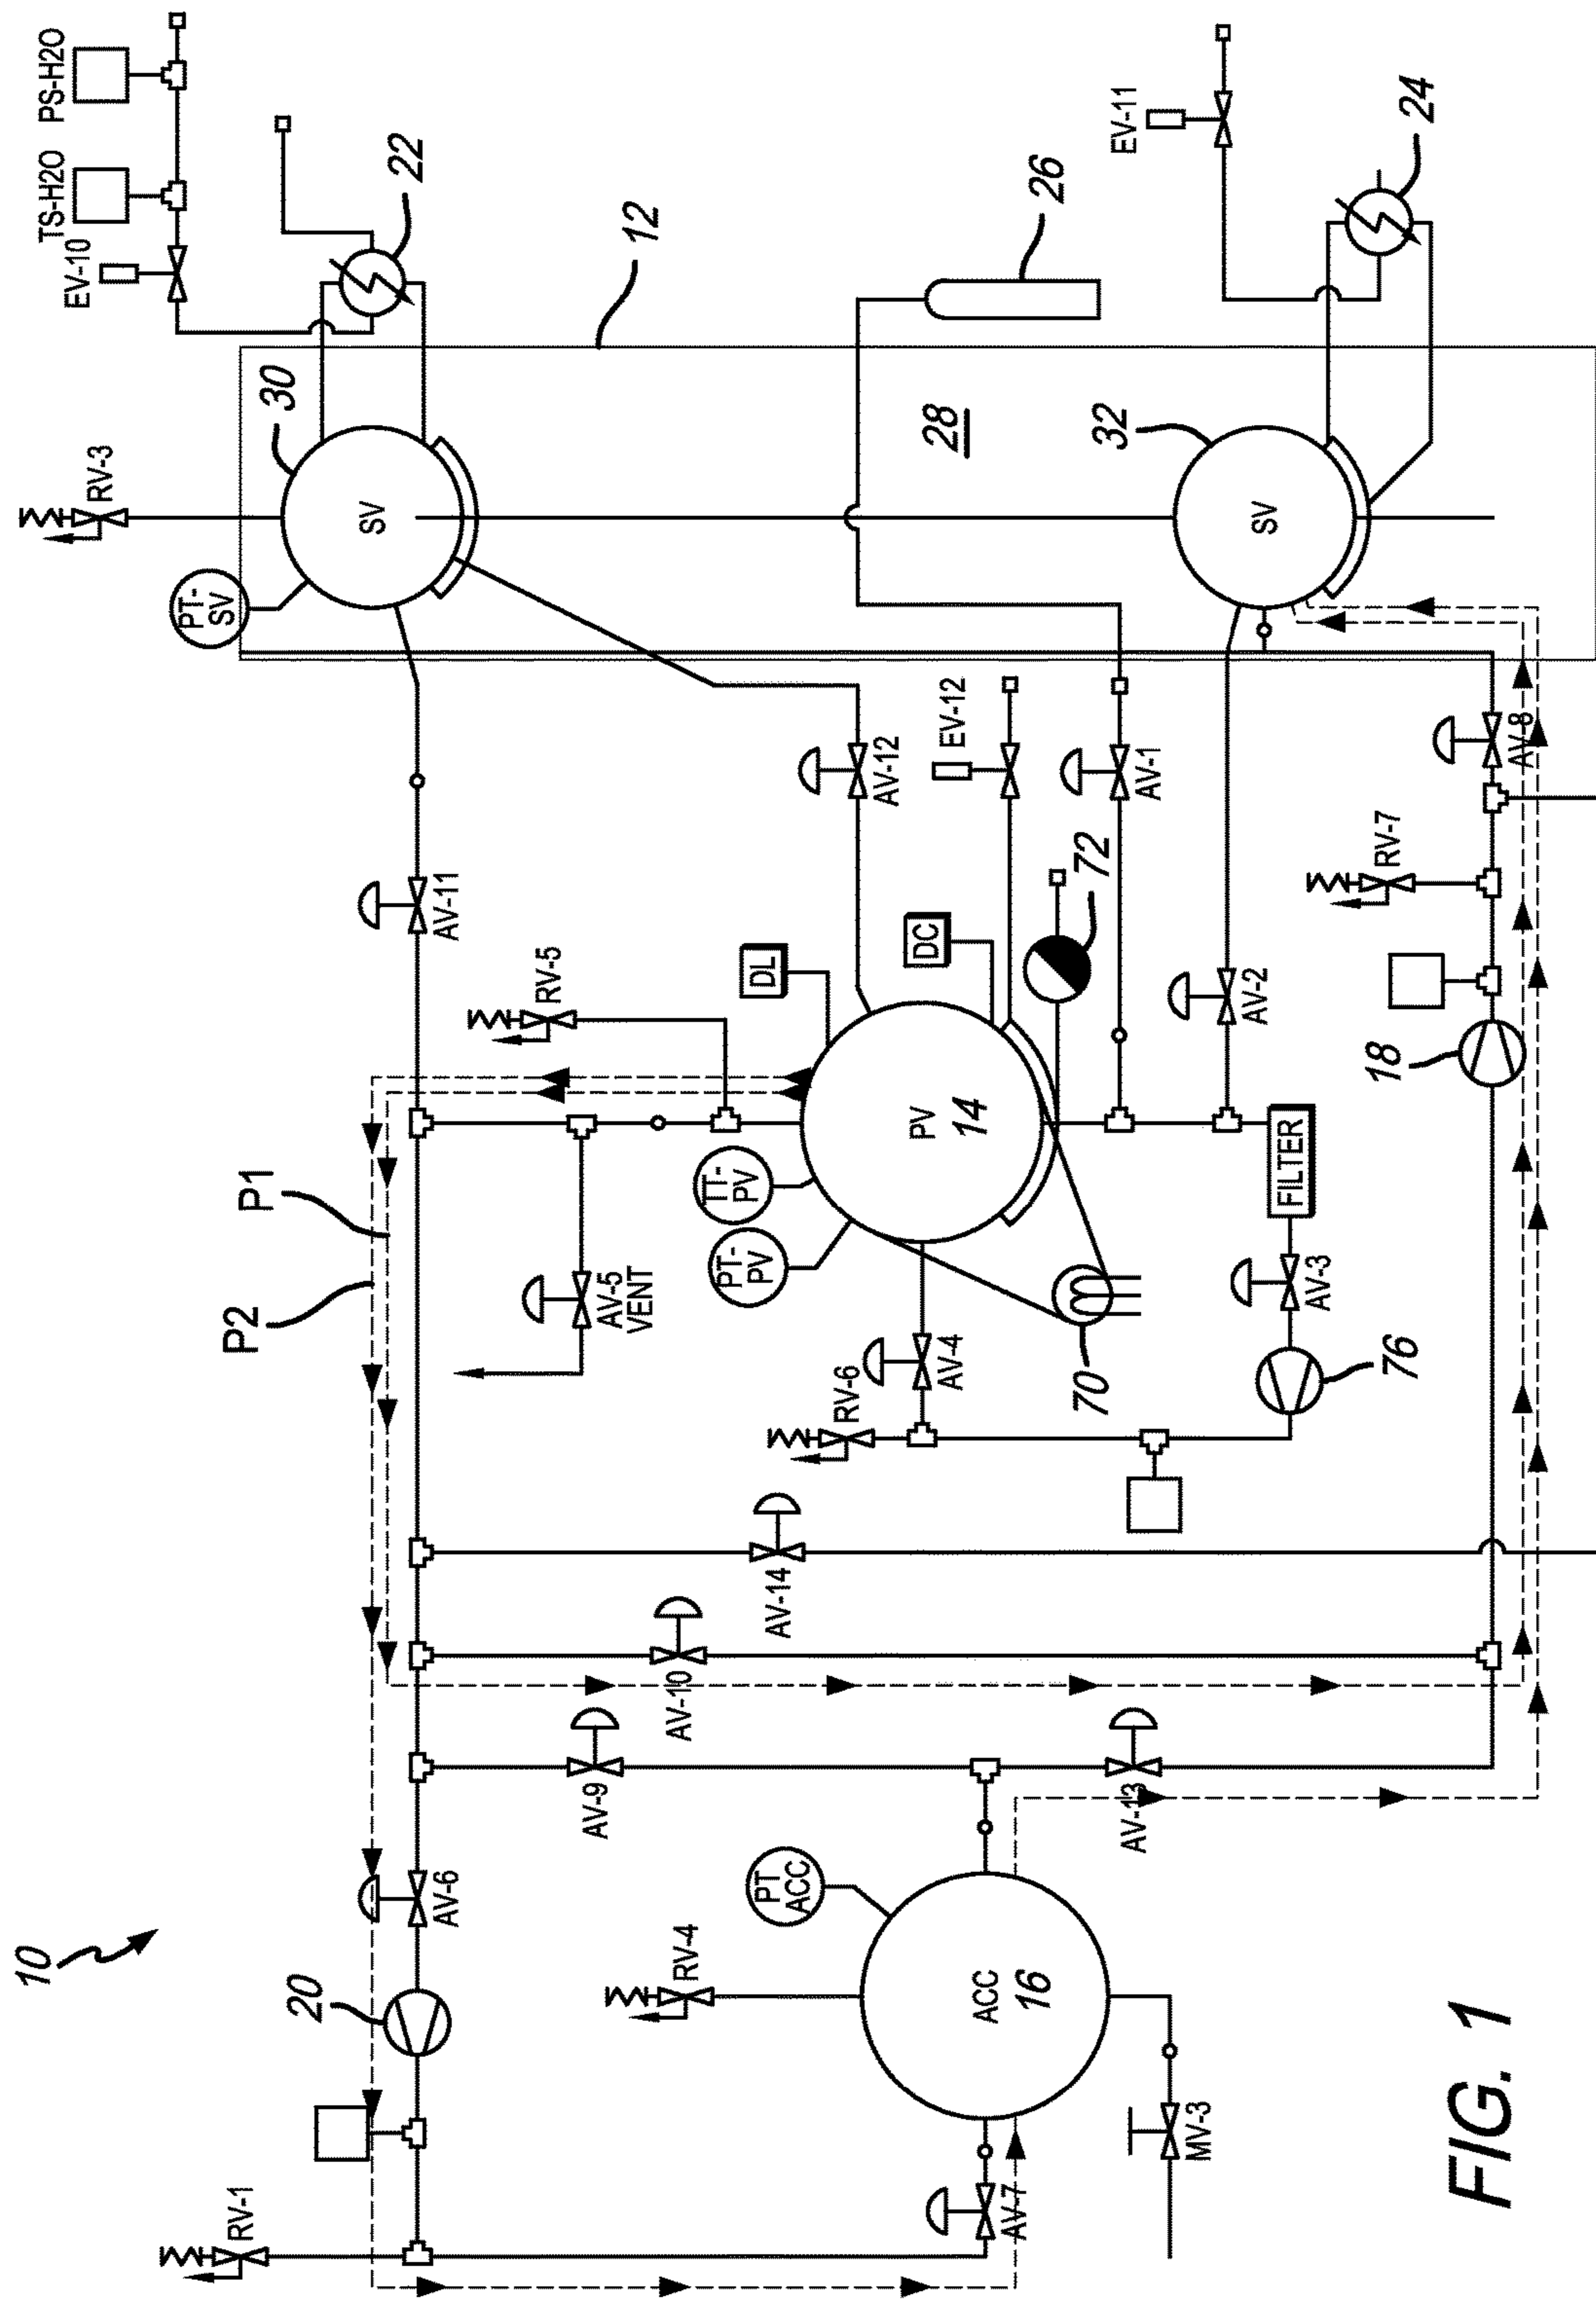 10
RV-1
20
AV-6
P2
P1
AV-11
PT-
SV
RV-3
30
EV-10
TS-H2O
PS-H2O
22
12
AV-9
AV-10
AV-14
AV-5
VENT
RV-5
DL
TT-
PV
PT-
PV
RV-4
PT
ACC
ACC
16
AV-7
MV-3
AV-13
RV-6
AV-4
70
76
AV-3
FILTER
PV
14
DC
72
AV-12
EV-12
AV-1
AV-2
18
RV-7
AV-8
SV
28
26
32
SV
EV-11
24
FIG. 1